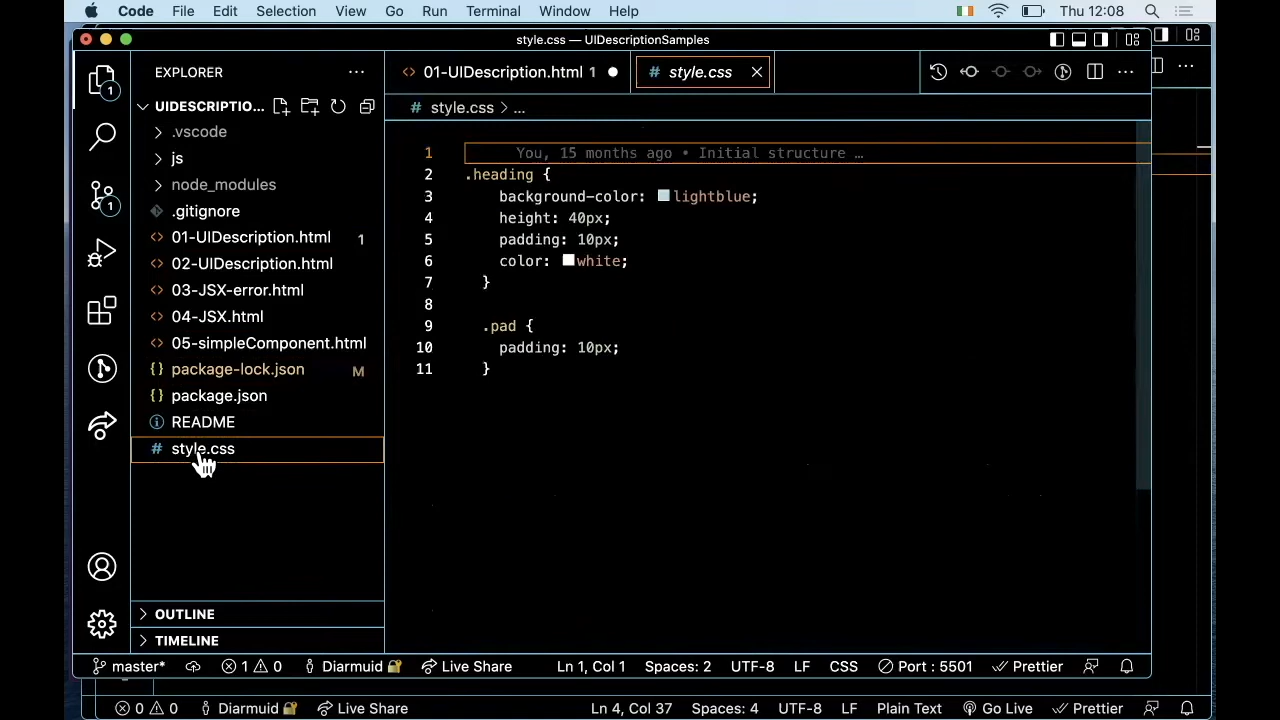 Code File Edit Selection View Go Run Terminal Window Help Thu 12:08
style.css — UIDescriptionSamples
EXPLORER
01-UIDescription.html 1
# style.css
UIDESCRIPTIO...
# style.css > ...
.vscode
js
node_modules
.gitignore
01-UIDescription.html 1
02-UIDescription.html
03-JSX-error.html
04-JSX.html
05-simpleComponent.html
package-lock.json M
package.json
README
# style.css
OUTLINE
TIMELINE
1
1
1 You, 15 months ago • Initial structure …
2 .heading {
3 background-color: lightblue;
4 height: 40px;
5 padding: 10px;
6 color: white;
7 }
8
9 .pad {
10 padding: 10px;
11 }
master* 1 0 Diarmuid Live Share Ln 1, Col 1 Spaces: 2 UTF-8 LF CSS Port : 5501 Prettier
0 0 Diarmuid Live Share Ln 4, Col 37 Spaces: 4 UTF-8 LF Plain Text Go Live Prettier